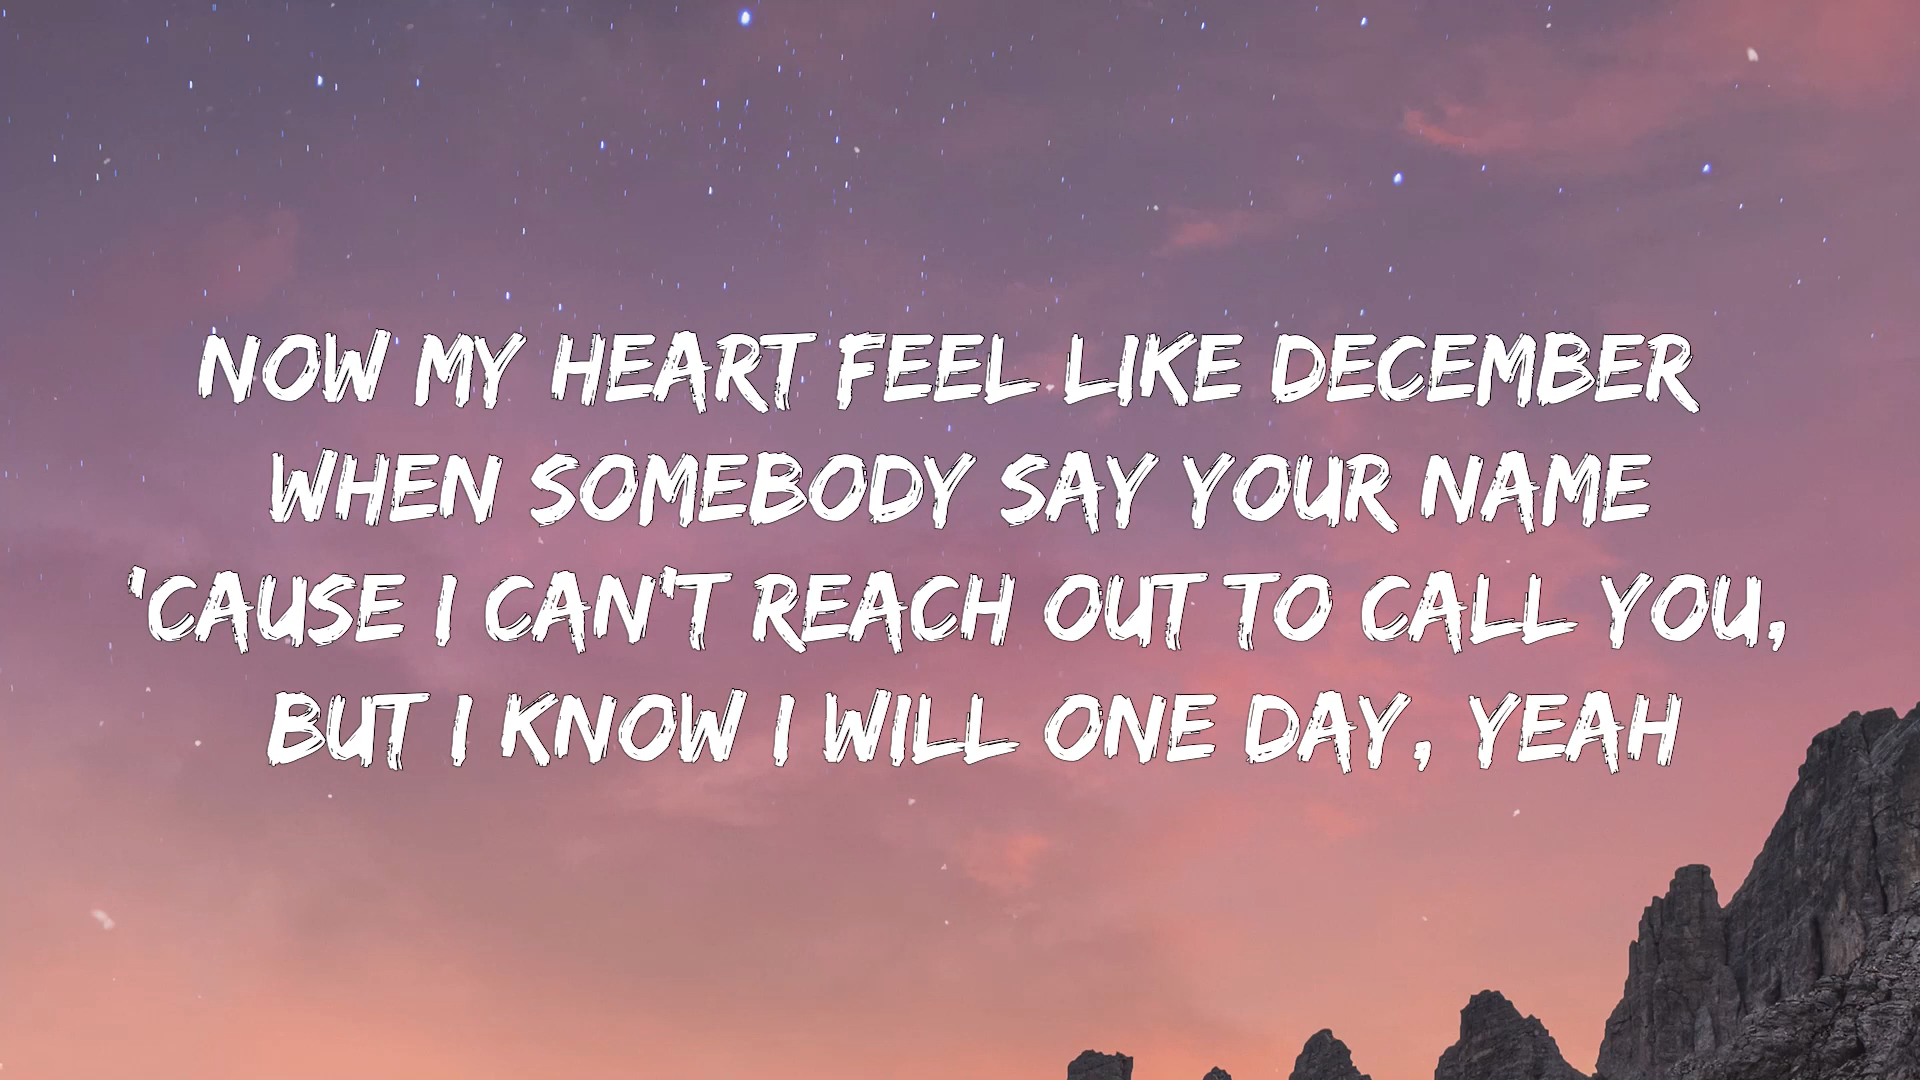 NOW MY HEART FEEL LIKE DECEMBER
WHEN SOMEBODY SAY YOUR NAME
'CAUSE I CAN'T REACH OUT TO CALL YOU,
BUT I KNOW I WILL ONE DAY, YEAH